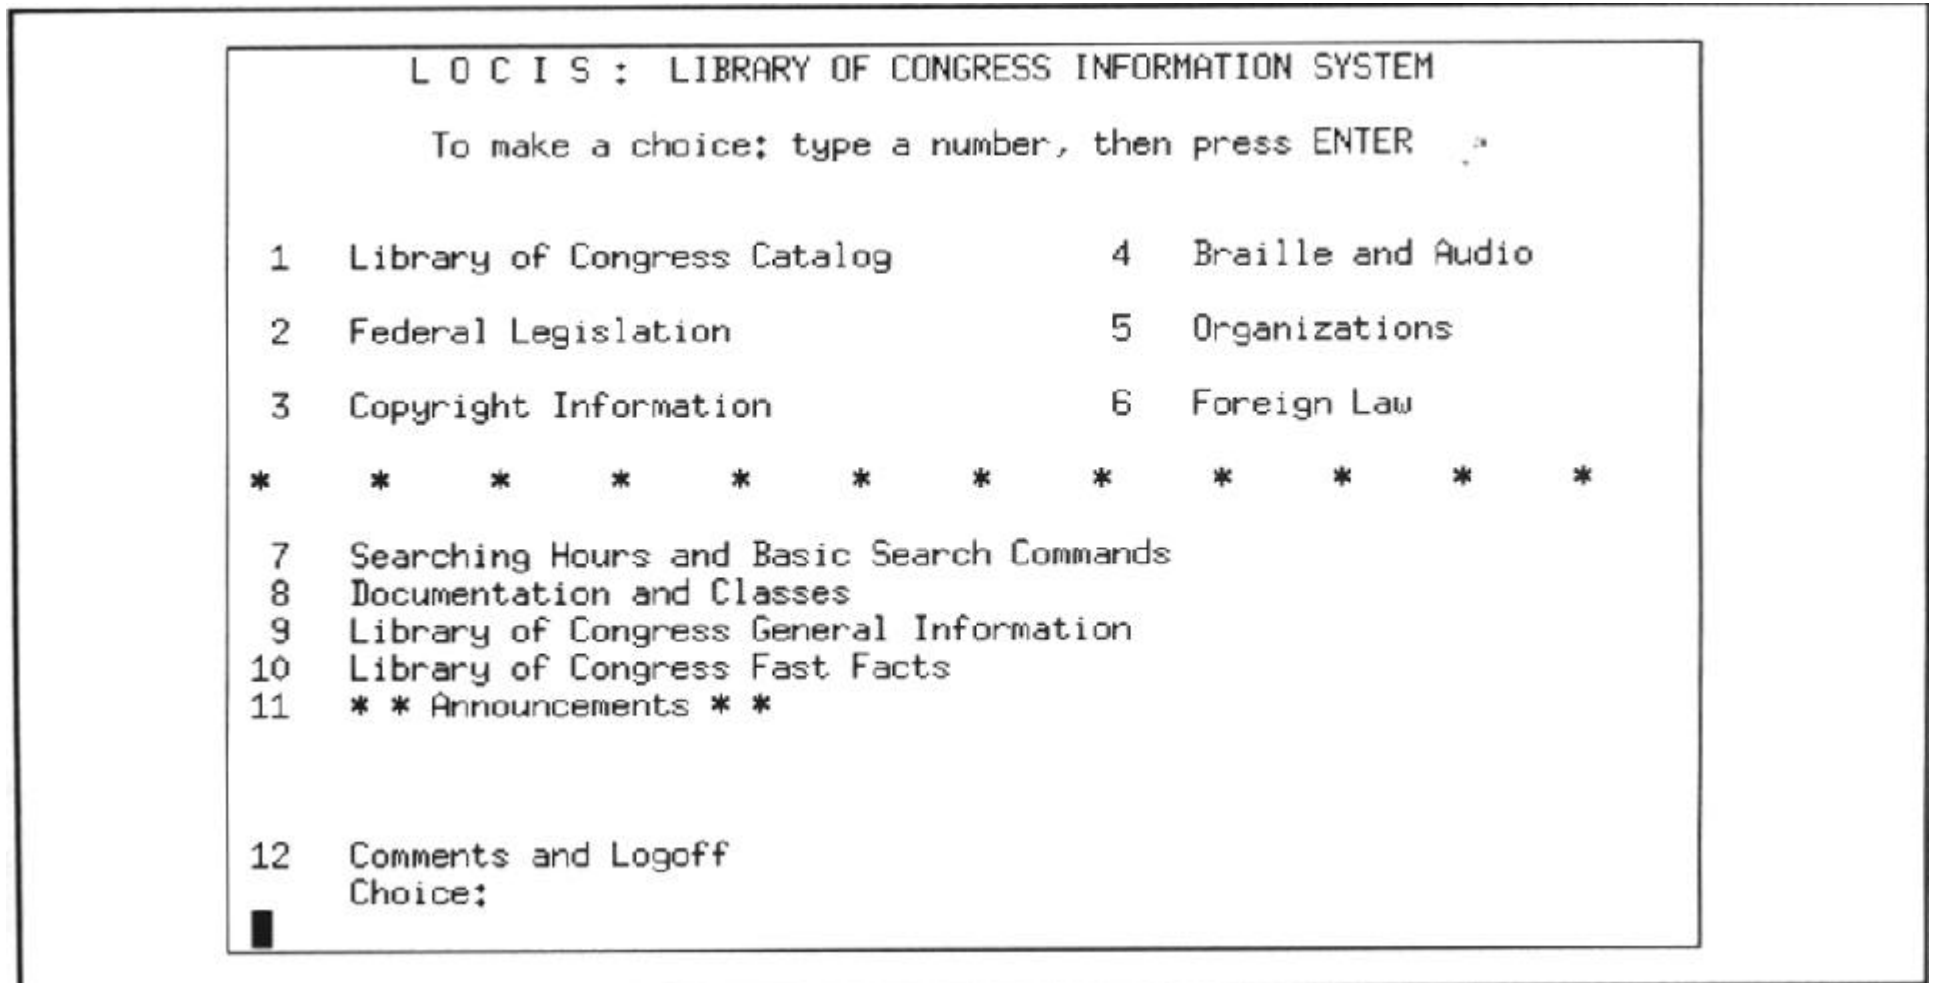 L O C I S : LIBRARY OF CONGRESS INFORMATION SYSTEM
To make a choice: type a number, then press ENTER
1 Library of Congress Catalog 4 Braille and Audio
2 Federal Legislation 5 Organizations
3 Copyright Information 6 Foreign Law
* * * * * * * * * * * *
7 Searching Hours and Basic Search Commands
8 Documentation and Classes
9 Library of Congress General Information
10 Library of Congress Fast Facts
11 * * Announcements * *
12 Comments and Logoff
Choice: